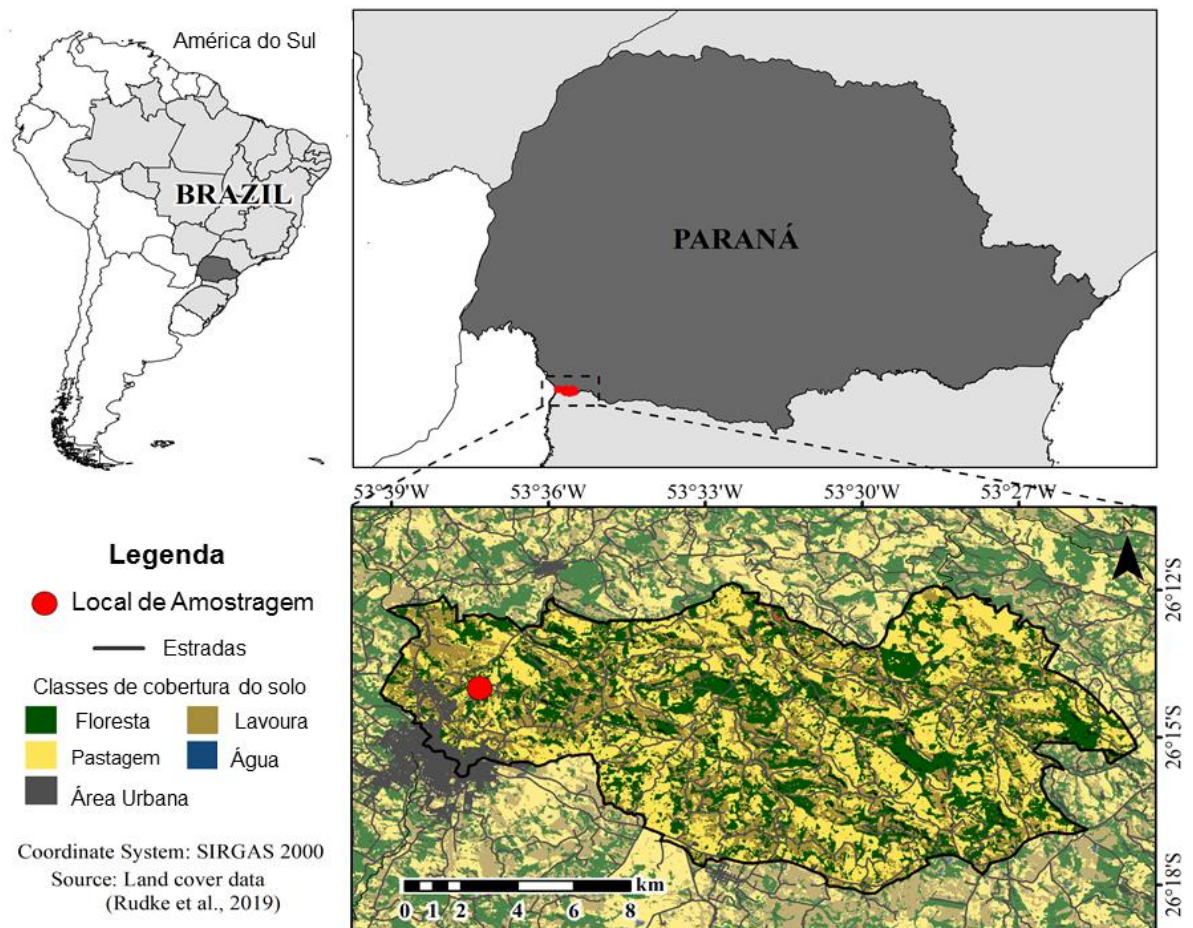 América do Sul
BRAZIL
PARANÁ
53°39'W 53°36'W 53°33'W 53°30'W 53°27'W
N
26°12'S
26°15'S
26°18'S
km
0 1 2 4 6 8
Legenda
Local de Amostragem
Estradas
Classes de cobertura do solo
Floresta Lavoura
Pastagem Água
Área Urbana
Coordinate System: SIRGAS 2000
Source: Land cover data
(Rudke et al., 2019)